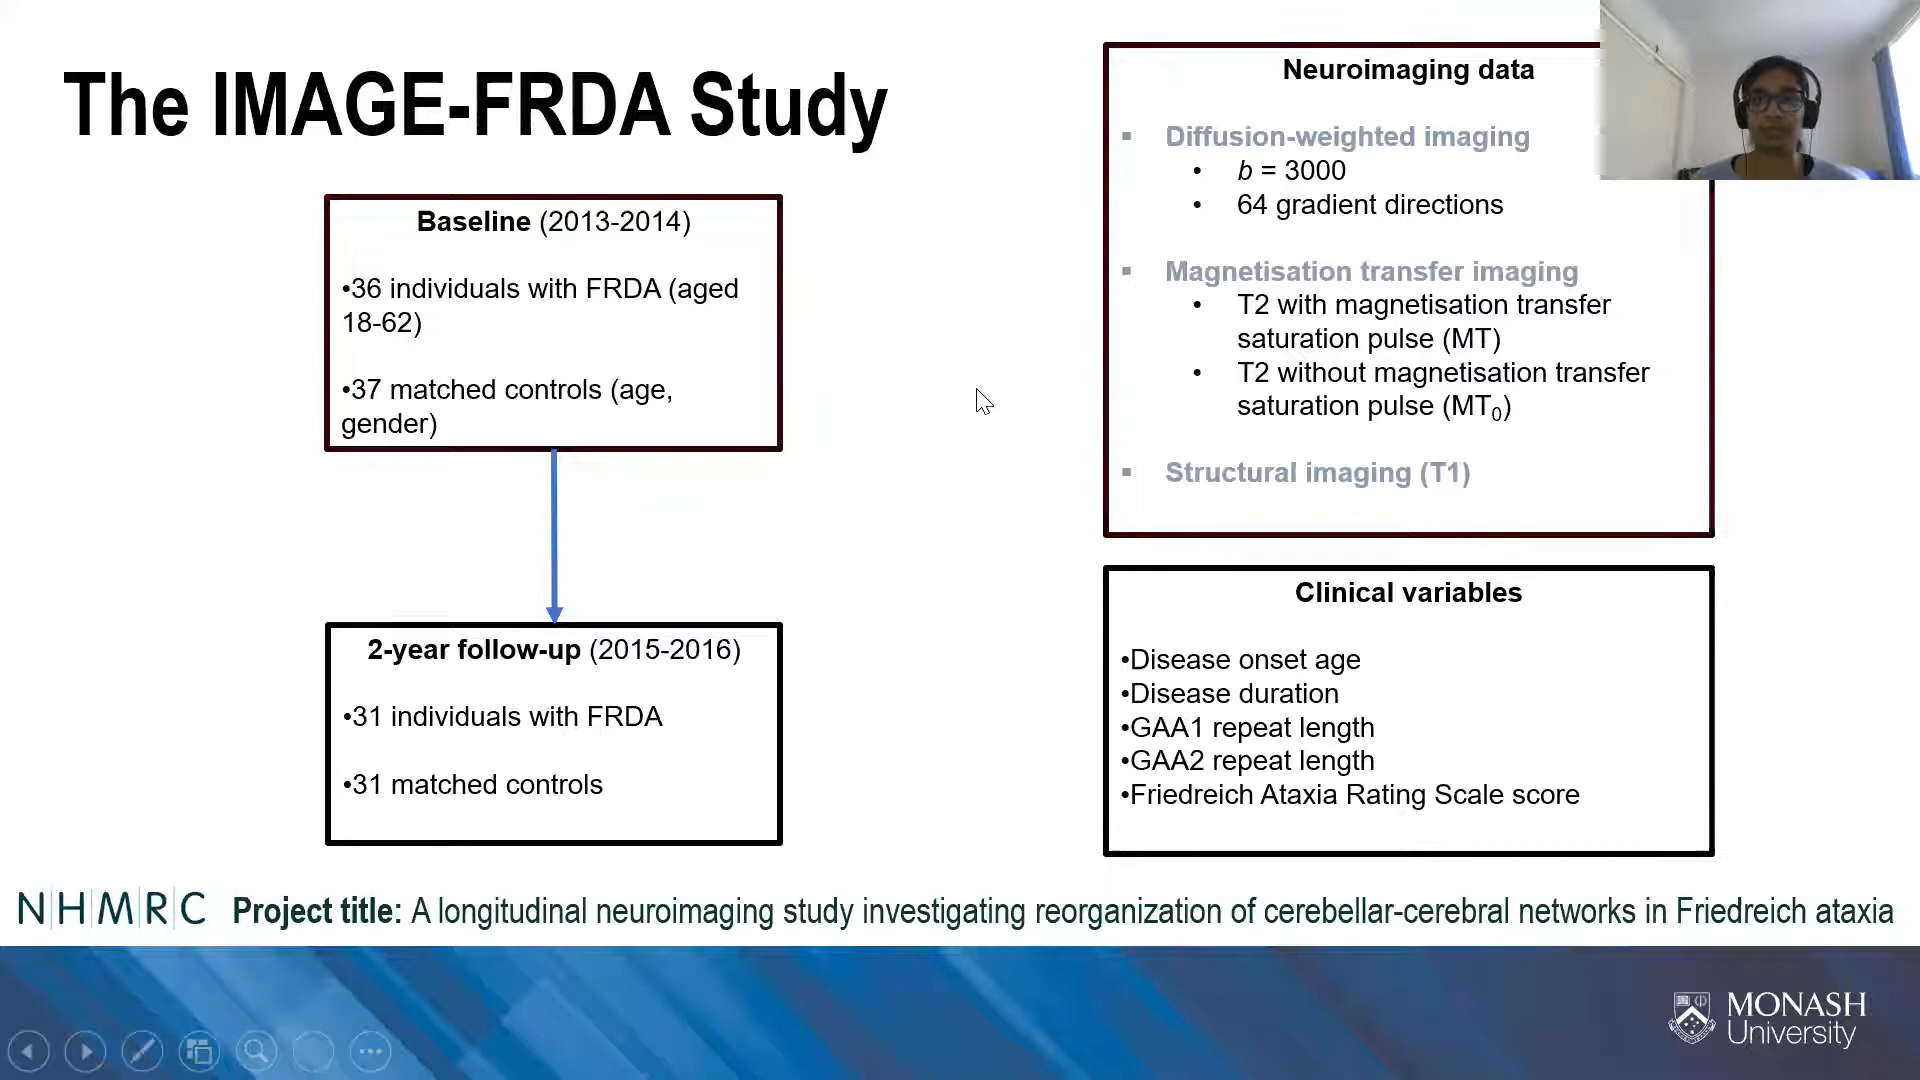 The IMAGE-FRDA Study
Baseline (2013-2014)
•36 individuals with FRDA (aged
18-62)
•37 matched controls (age,
gender)
2-year follow-up (2015-2016)
•31 individuals with FRDA
•31 matched controls
Neuroimaging data
▪ Diffusion-weighted imaging
• b = 3000
• 64 gradient directions
▪ Magnetisation transfer imaging
• T2 with magnetisation transfer
saturation pulse (MT)
• T2 without magnetisation transfer
saturation pulse (MT₀)
▪ Structural imaging (T1)
Clinical variables
•Disease onset age
•Disease duration
•GAA1 repeat length
•GAA2 repeat length
•Friedreich Ataxia Rating Scale score
N|H|M|R|C Project title: A longitudinal neuroimaging study investigating reorganization of cerebellar-cerebral networks in Friedreich ataxia
MONASH
University